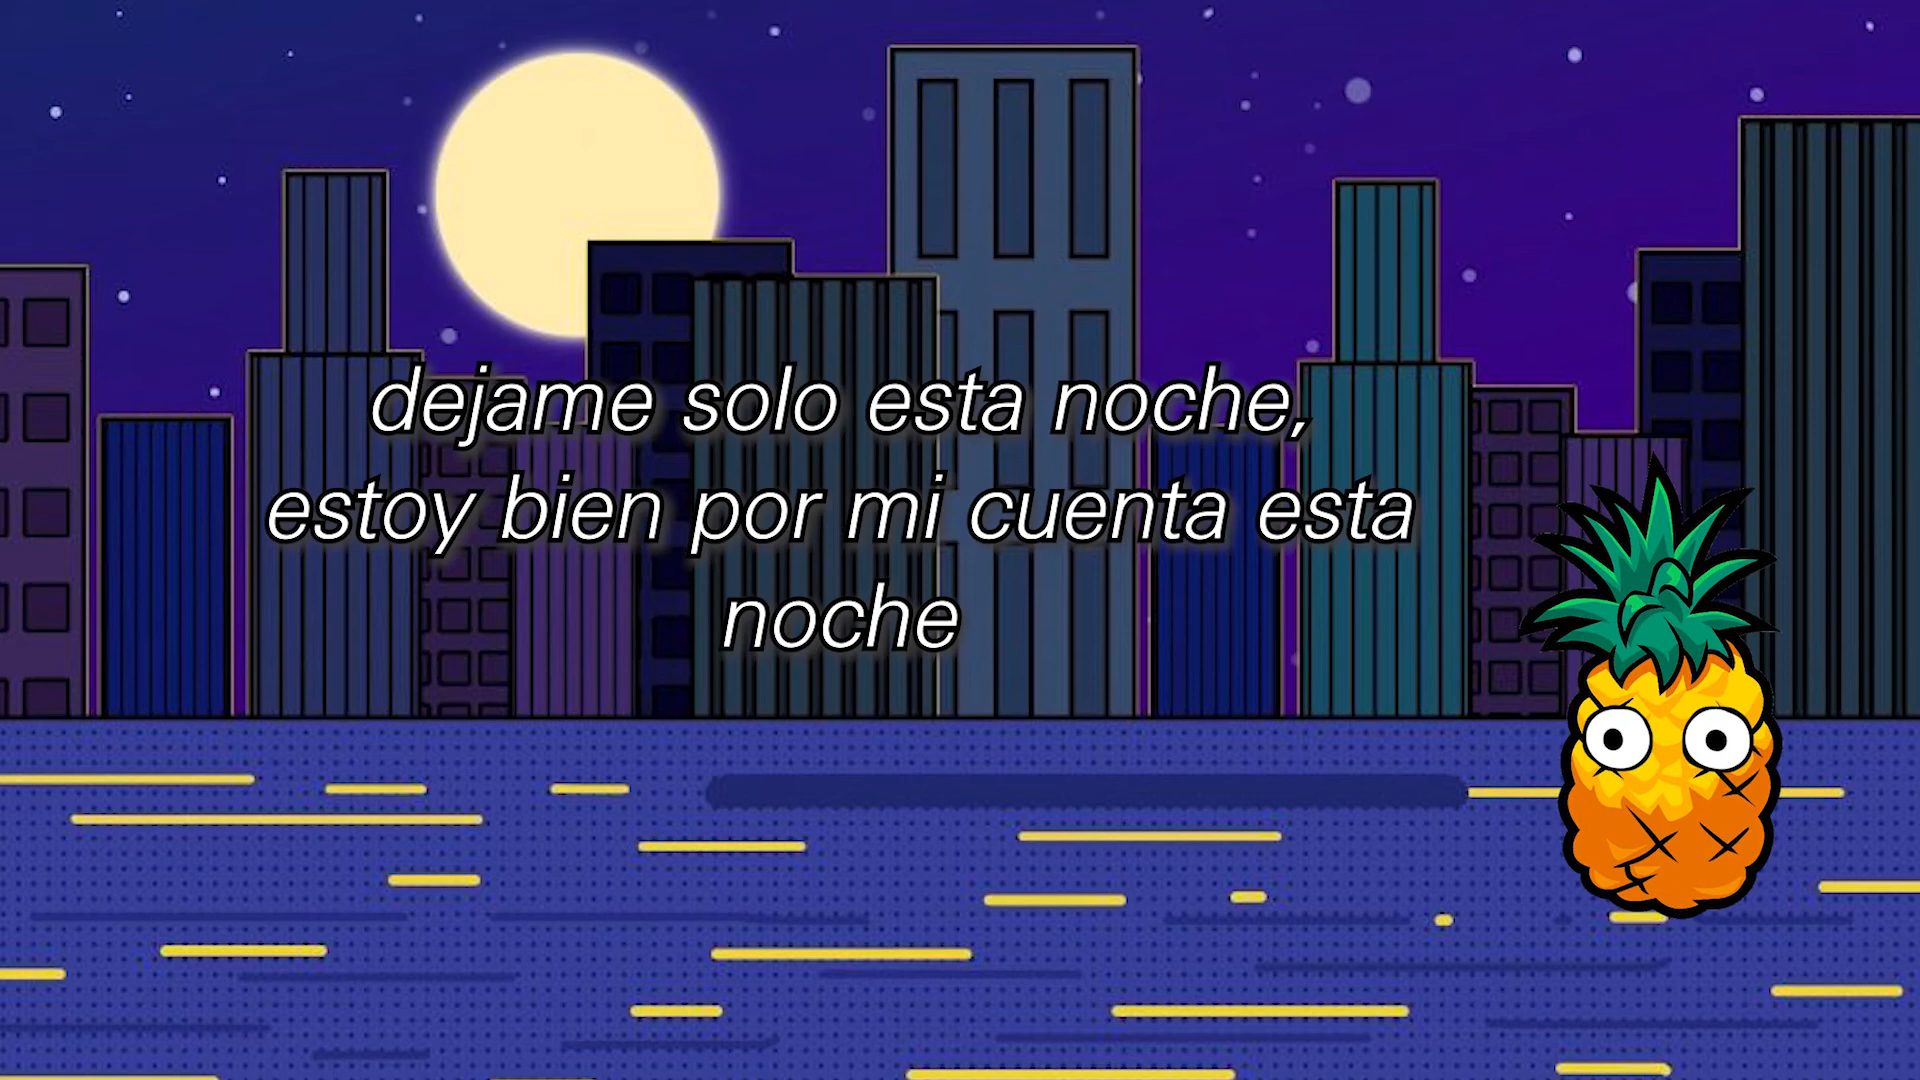 dejame solo esta noche,
estoy bien por mi cuenta esta
noche